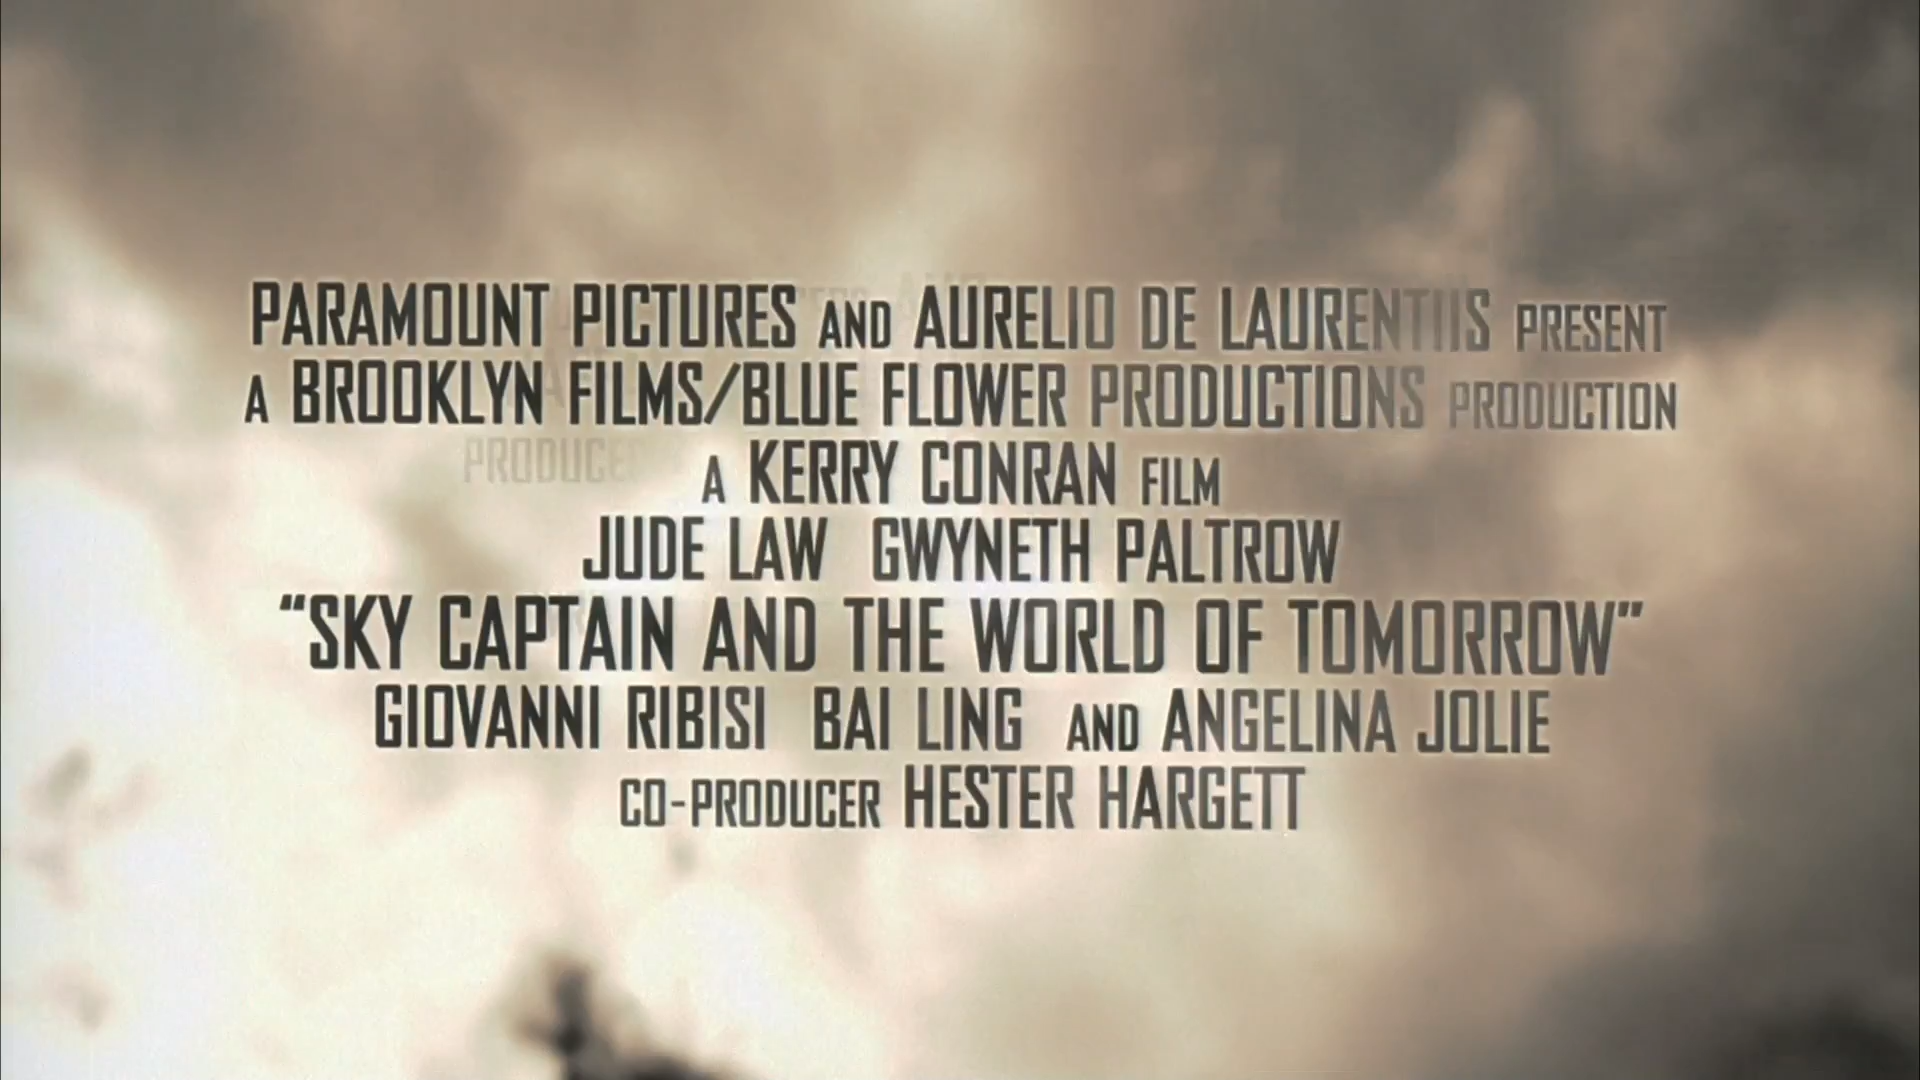 PARAMOUNT PICTURES AND AURELIO DE LAURENTIIS PRESENT
A BROOKLYN FILMS/BLUE FLOWER PRODUCTIONS PRODUCTION
A KERRY CONRAN FILM
JUDE LAW GWYNETH PALTROW
“SKY CAPTAIN AND THE WORLD OF TOMORROW”
GIOVANNI RIBISI BAI LING AND ANGELINA JOLIE
CO-PRODUCER HESTER HARGETT